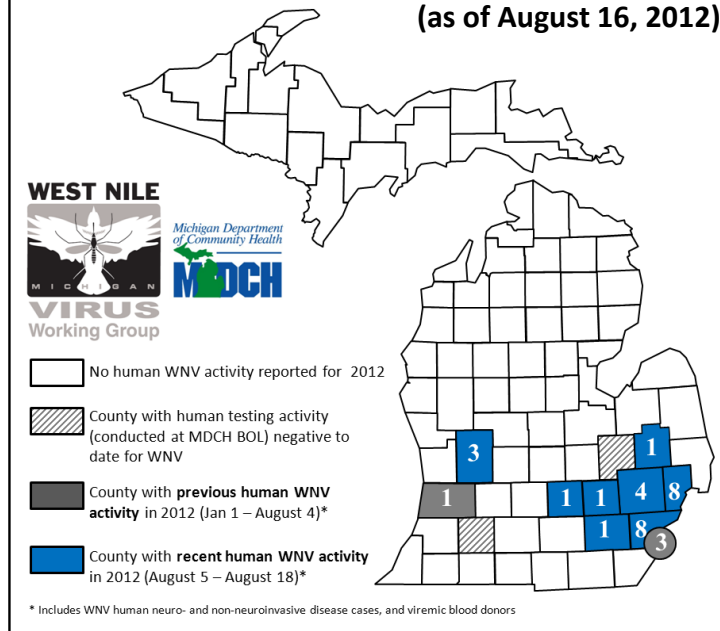 (as of August 16, 2012)
WEST NILE
MICHIGAN
VIRUS
Working Group
Michigan Department
of Community Health
MDCH
No human WNV activity reported for 2012
County with human testing activity
(conducted at MDCH BOL) negative to
date for WNV
County with previous human WNV
activity in 2012 (Jan 1 – August 4)*
County with recent human WNV activity
in 2012 (August 5 – August 18)*
3
1
1
1
1
4
8
1
8
3
* Includes WNV human neuro- and non-neuroinvasive disease cases, and viremic blood donors